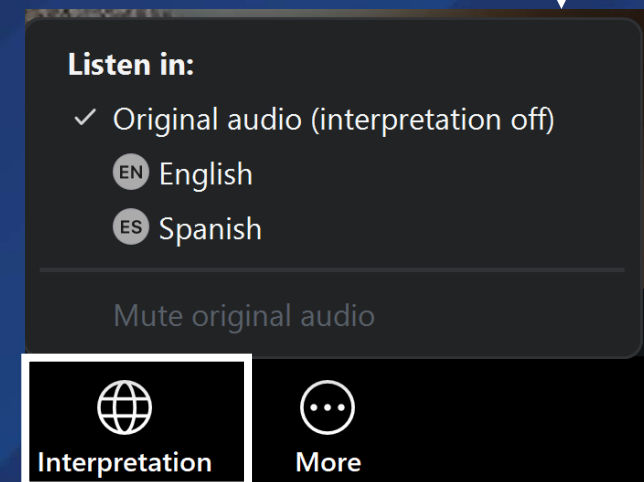 Listen in:
Original audio (interpretation off)
EN English
ES Spanish
Mute original audio
Interpretation
More